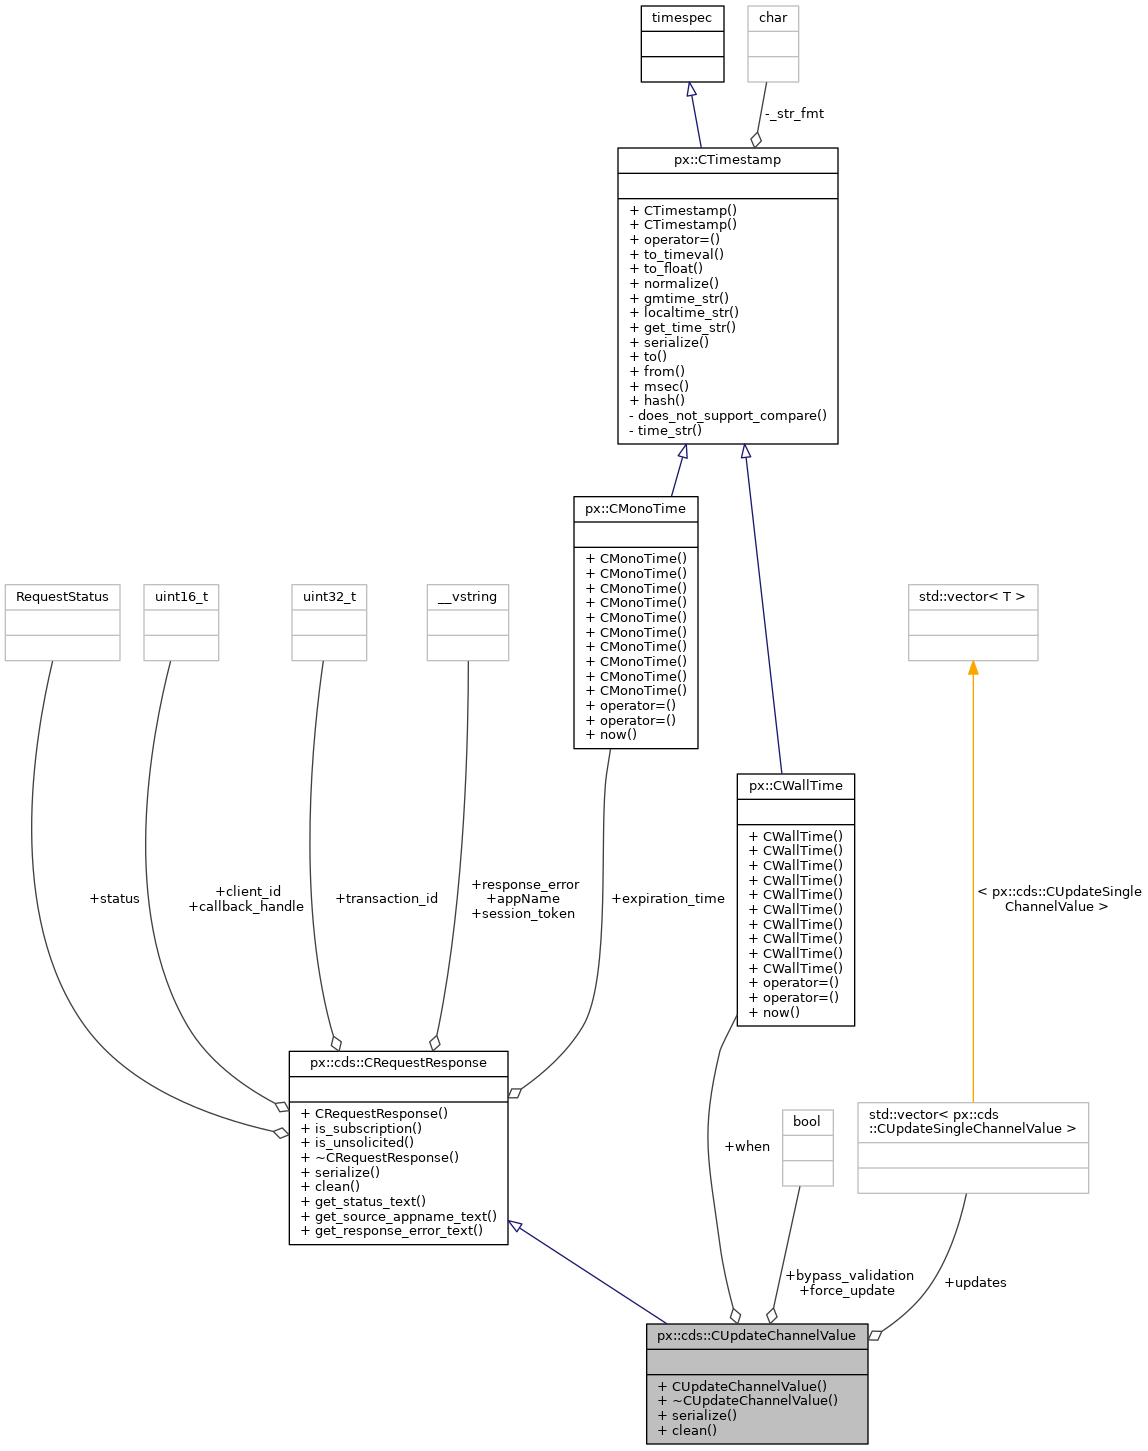 timespec
char
-_str_fmt
px::CTimestamp
+ CTimestamp()
+ CTimestamp()
+ operator=()
+ to_timeval()
+ to_float()
+ normalize()
+ gmtime_str()
+ localtime_str()
+ get_time_str()
+ serialize()
+ to()
+ from()
+ msec()
+ hash()
- does_not_support_compare()
- time_str()
px::CMonoTime
+ CMonoTime()
+ CMonoTime()
+ CMonoTime()
+ CMonoTime()
+ CMonoTime()
+ CMonoTime()
+ CMonoTime()
+ CMonoTime()
+ CMonoTime()
+ CMonoTime()
+ operator=()
+ operator=()
+ now()
RequestStatus
uint16_t
uint32_t
__vstring
std::vector< T >
px::CWallTime
+ CWallTime()
+ CWallTime()
+ CWallTime()
+ CWallTime()
+ CWallTime()
+ CWallTime()
+ CWallTime()
+ CWallTime()
+ CWallTime()
+ CWallTime()
+ operator=()
+ operator=()
+ now()
+status
+client_id
+callback_handle
+transaction_id
+response_error
+appName
+session_token
+expiration_time
< px::cds::CUpdateSingle
ChannelValue >
px::cds::CRequestResponse
+ CRequestResponse()
+ is_subscription()
+ is_unsolicited()
+ ~CRequestResponse()
+ serialize()
+ clean()
+ get_status_text()
+ get_source_appname_text()
+ get_response_error_text()
+when
bool
std::vector< px::cds
::CUpdateSingleChannelValue >
+bypass_validation
+force_update
+updates
px::cds::CUpdateChannelValue
+ CUpdateChannelValue()
+ ~CUpdateChannelValue()
+ serialize()
+ clean()